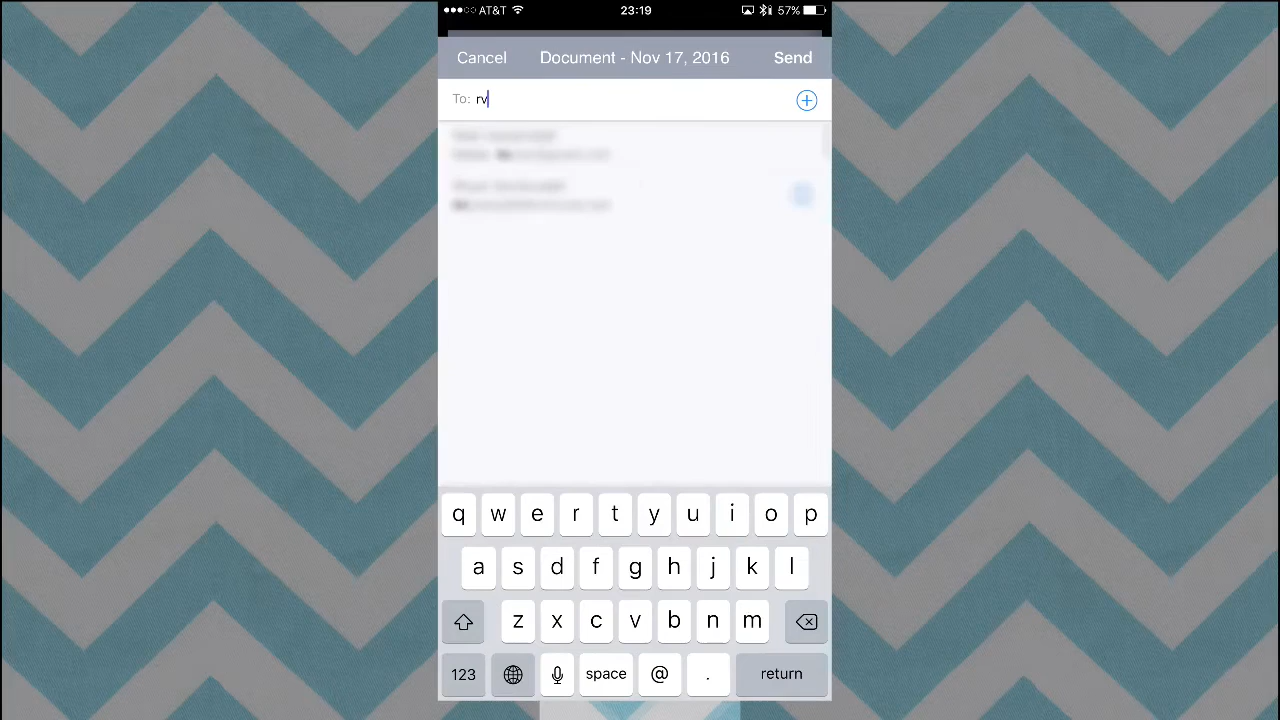 AT&T 23:19 57%
Cancel Document - Nov 17, 2016 Send
To: rv
q w e r t y u i o p
a s d f g h j k l
z x c v b n m
123 space @ . return